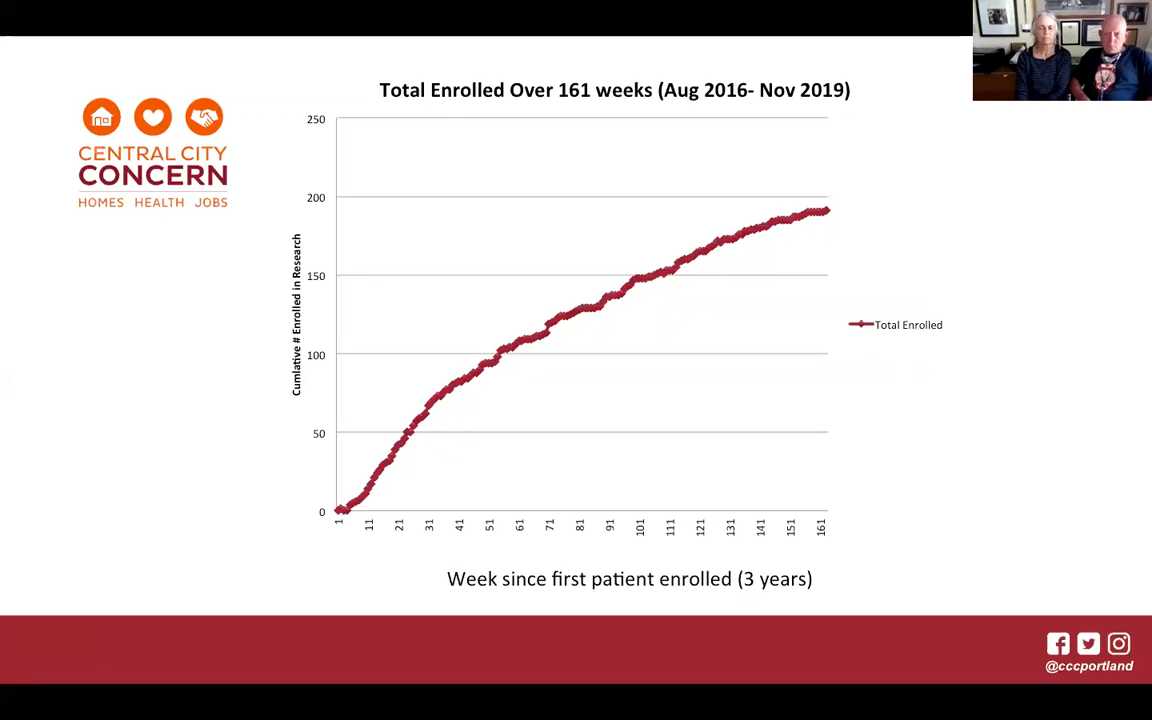 Total Enrolled Over 161 weeks (Aug 2016- Nov 2019)
CENTRAL CITY
CONCERN
HOMES HEALTH JOBS
Cumlative # Enrolled in Research
250
200
150
100
50
0
1 11 21 31 41 51 61 71 81 91 101 111 121 131 141 151 161
Total Enrolled
Week since first patient enrolled (3 years)
@cccportland